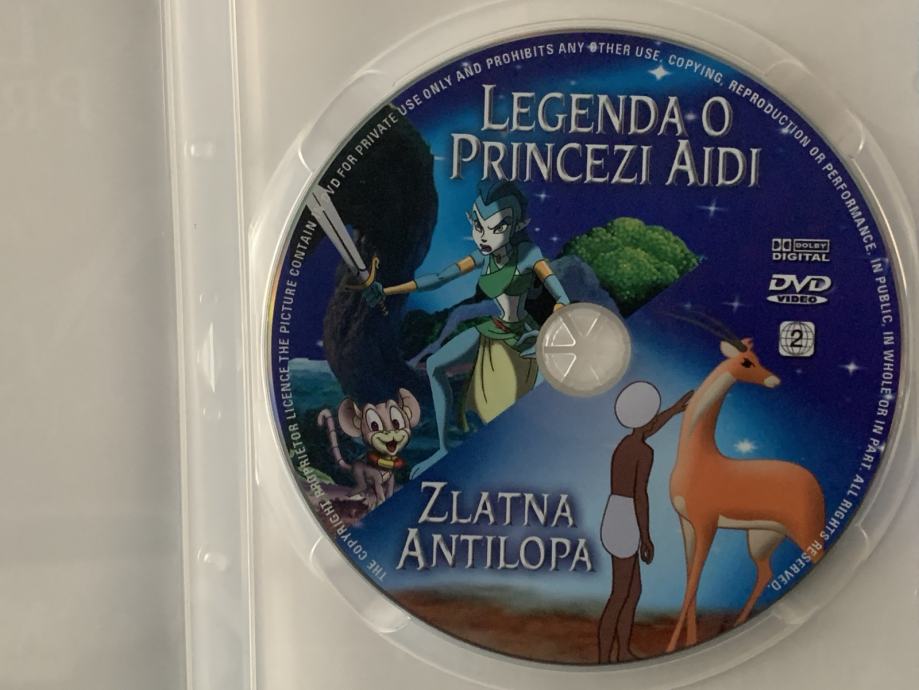 THE COPYRIGHT PROPRIETOR LICENCE THE PICTURE CONTAIN AND FOR PRIVATE USE ONLY AND PROHIBITS ANY OTHER USE, COPYING, REPRODUCTION OR PERFORMANCE, IN PUBLIC, IN WHOLE OR IN PART. ALL RIGHTS RESERVED.
LEGENDA O
PRINCEZI AIDI
DOLBY
DIGITAL
DVD
VIDEO
2
ZLATNA
ANTILOPA